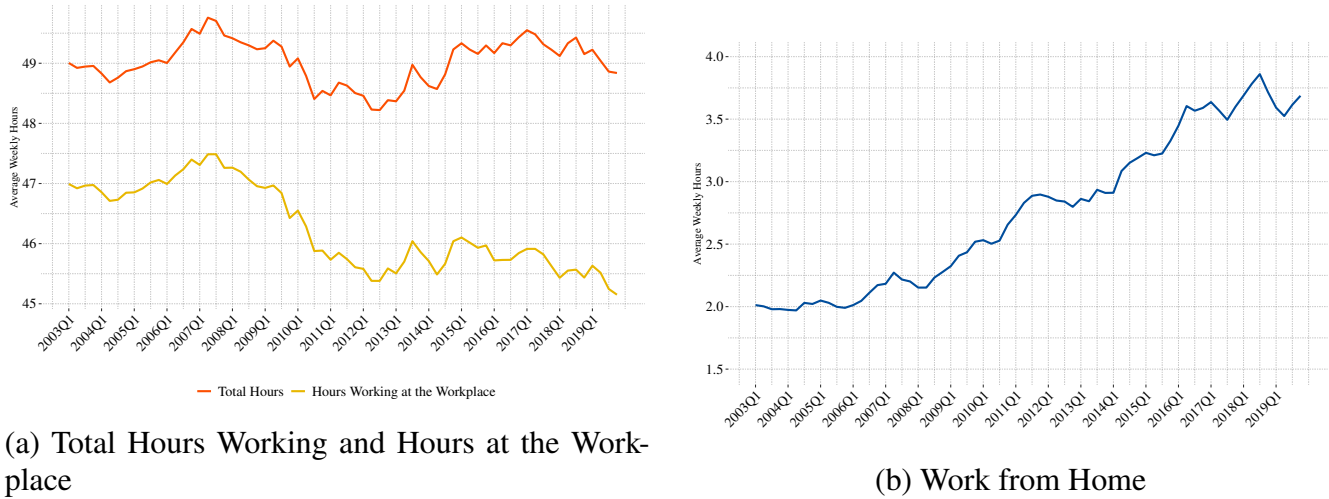 Average Weekly Hours
49
48
47
46
45
2003Q1 2004Q1 2005Q1 2006Q1 2007Q1 2008Q1 2009Q1 2010Q1 2011Q1 2012Q1 2013Q1 2014Q1 2015Q1 2016Q1 2017Q1 2018Q1 2019Q1
Total Hours Hours Working at the Workplace
(a) Total Hours Working and Hours at the Work-
place
Average Weekly Hours
4.0
3.5
3.0
2.5
2.0
1.5
2003Q1 2004Q1 2005Q1 2006Q1 2007Q1 2008Q1 2009Q1 2010Q1 2011Q1 2012Q1 2013Q1 2014Q1 2015Q1 2016Q1 2017Q1 2018Q1 2019Q1
(b) Work from Home